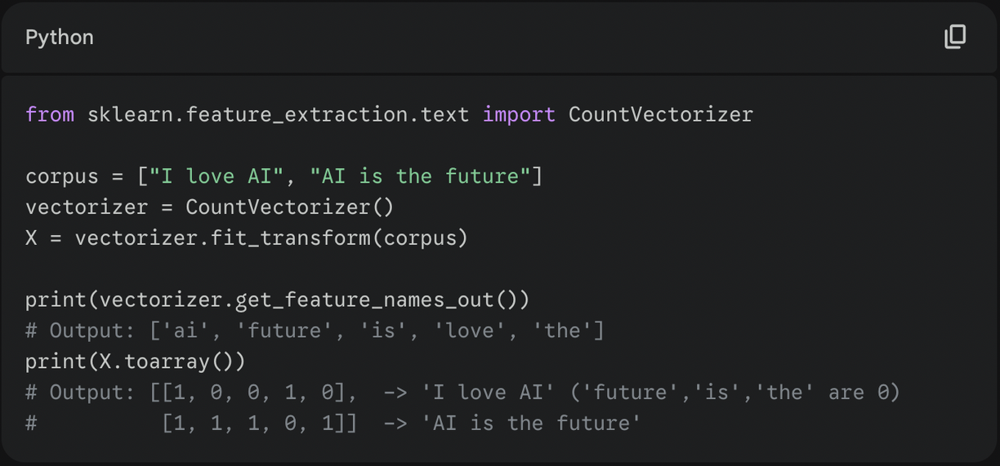 Python
from sklearn.feature_extraction.text import CountVectorizer
corpus = ["I love AI", "AI is the future"]
vectorizer = CountVectorizer()
X = vectorizer.fit_transform(corpus)
print(vectorizer.get_feature_names_out())
# Output: ['ai', 'future', 'is', 'love', 'the']
print(X.toarray())
# Output: [[1, 0, 0, 1, 0],  -> 'I love AI' ('future','is','the' are 0)
#          [1, 1, 1, 0, 1]]  -> 'AI is the future'